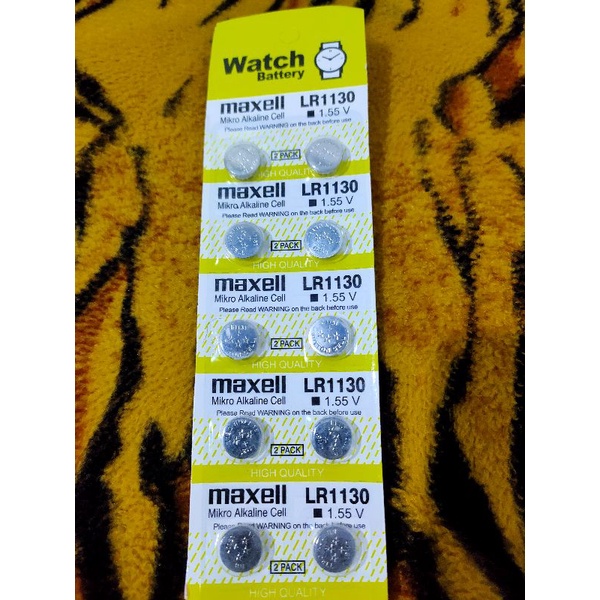 Watch
Battery
maxell LR1130
Mikro Alkaline Cell 1.55 V
Please Read WARNING on the back before use
2 PACK
HIGH QUALITY
maxell LR1130
Mikro Alkaline Cell 1.55 V
Please Read WARNING on the back before use
2 PACK
HIGH QUALITY
maxell LR1130
Mikro Alkaline Cell 1.55 V
Please Read WARNING on the back before use
2 PACK
HIGH QUALITY
maxell LR1130
Mikro Alkaline Cell 1.55 V
Please Read WARNING on the back before use
2 PACK
HIGH QUALITY
maxell LR1130
Mikro Alkaline Cell 1.55 V
Please Read WARNING on the back before use
2 PACK
HIGH QUALITY